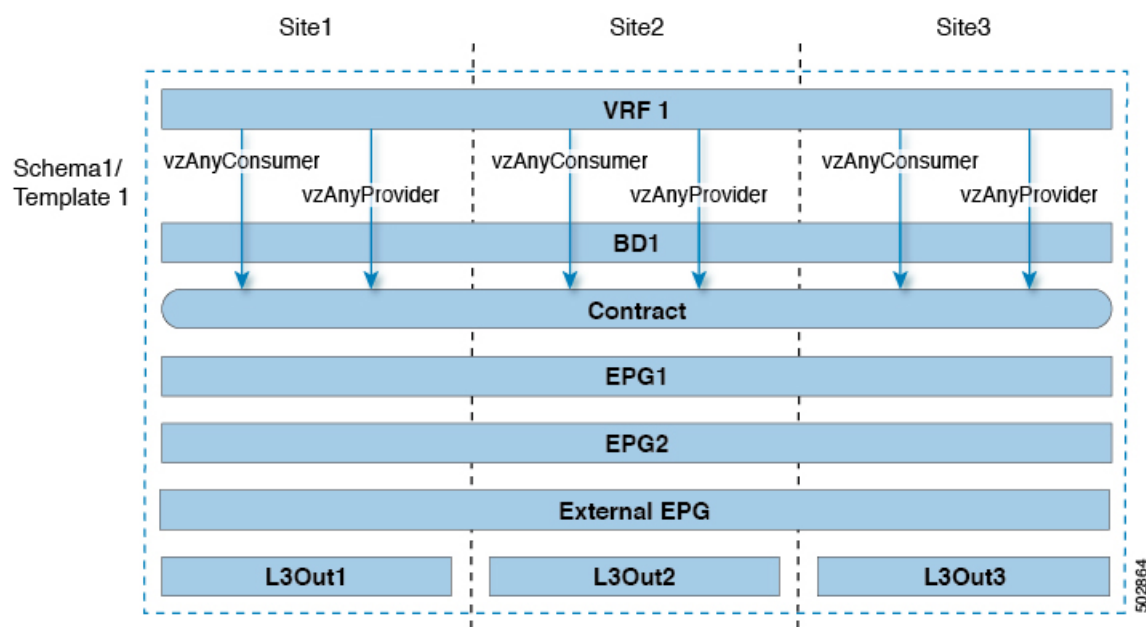 Site1
Site2
Site3
VRF 1
Schema1/
Template 1
vzAnyConsumer
vzAnyProvider
vzAnyConsumer
vzAnyProvider
vzAnyConsumer
vzAnyProvider
BD1
Contract
EPG1
EPG2
External EPG
L3Out1
L3Out2
L3Out3
502864